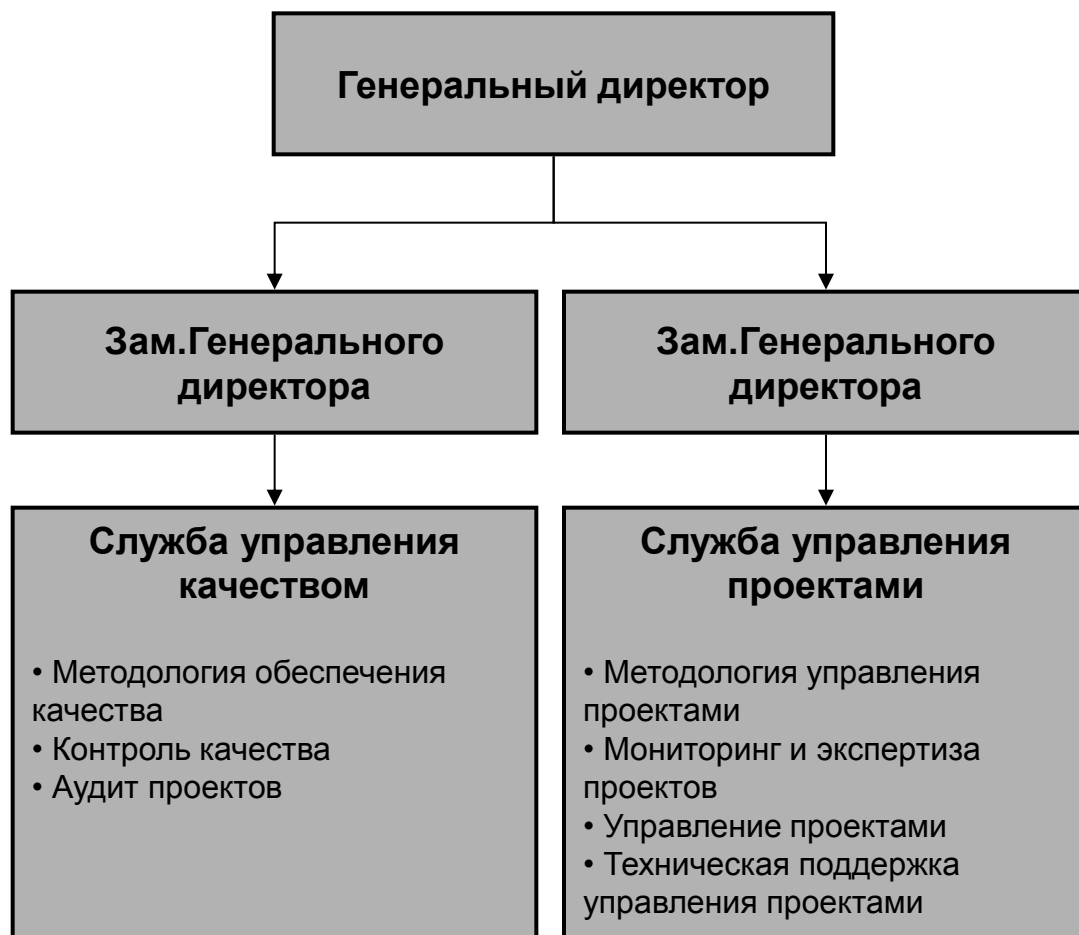 Генеральный директор
Зам.Генерального
директора
Зам.Генерального
директора
Служба управления
качеством
• Методология обеспечения
качества
• Контроль качества
• Аудит проектов
Служба управления
проектами
• Методология управления
проектами
• Мониторинг и экспертиза
проектов
• Управление проектами
• Техническая поддержка
управления проектами